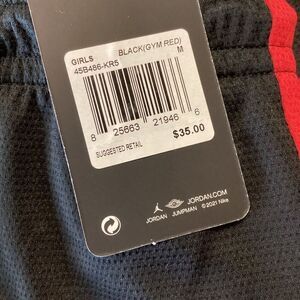 GIRLS BLACK(GYM RED)
45B486-KR5 M
8 25663 21946 6
SUGGESTED RETAIL $35.00
JORDAN JUMPMAN JORDAN.COM
© 2021 Nike